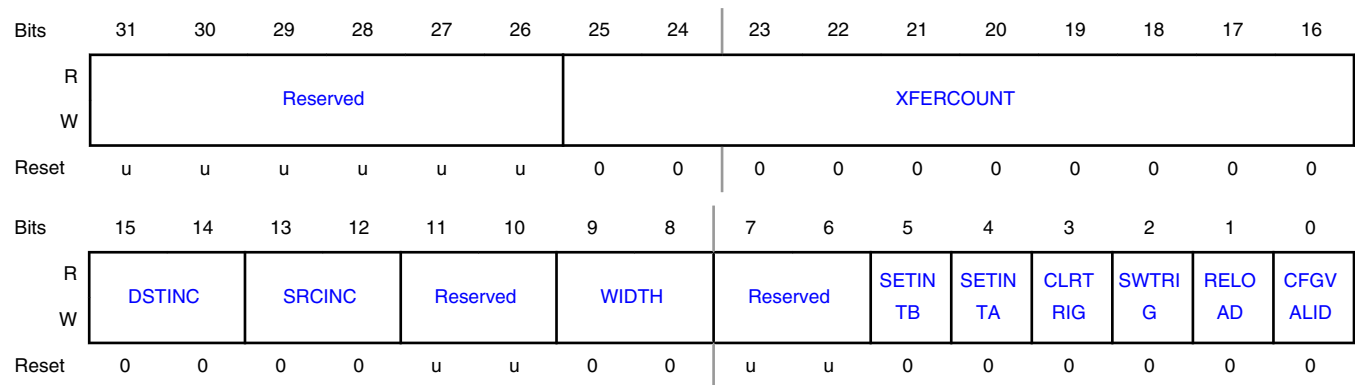 Bits 31 30 29 28 27 26 25 24 23 22 21 20 19 18 17 16
R
Reserved XFERCOUNT
W
Reset u u u u u u 0 0 0 0 0 0 0 0 0 0
Bits 15 14 13 12 11 10 9 8 7 6 5 4 3 2 1 0
R
DSTINC SRCINC Reserved WIDTH Reserved SETIN SETIN CLRT SWTRI RELO CFGV
TB TA RIG G AD ALID
W
Reset 0 0 0 0 u u 0 0 u u 0 0 0 0 0 0